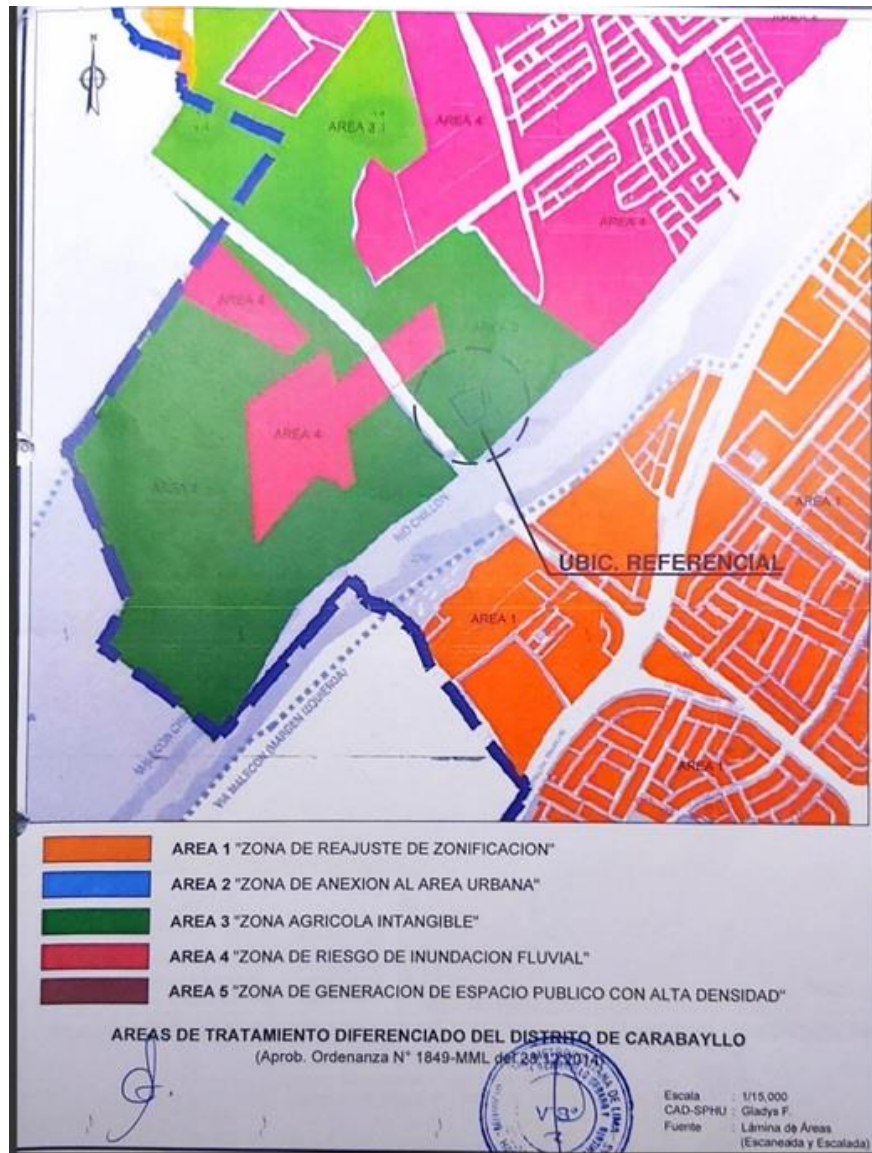 N
AREA 3.1
AREA 4
AREA 4
AREA 4
AREA 3
AREA 4
RIO CHILLON
UBIC. REFERENCIAL
AREA 1
AREA 1
AREA 1
VIA MALECON (MARGEN IZQUIERDA)
AREA 1 "ZONA DE REAJUSTE DE ZONIFICACION"
AREA 2 "ZONA DE ANEXION AL AREA URBANA"
AREA 3 "ZONA AGRICOLA INTANGIBLE"
AREA 4 "ZONA DE RIESGO DE INUNDACION FLUVIAL"
AREA 5 "ZONA DE GENERACION DE ESPACIO PUBLICO CON ALTA DENSIDAD"
AREAS DE TRATAMIENTO DIFERENCIADO DEL DISTRITO DE CARABAYLLO
(Aprob. Ordenanza N° 1849-MML del 28.12.2014)
V B°
Escala : 1/15,000
CAD-SPHU : Gladys F.
Fuente : Lámina de Áreas
(Escaneada y Escalada)